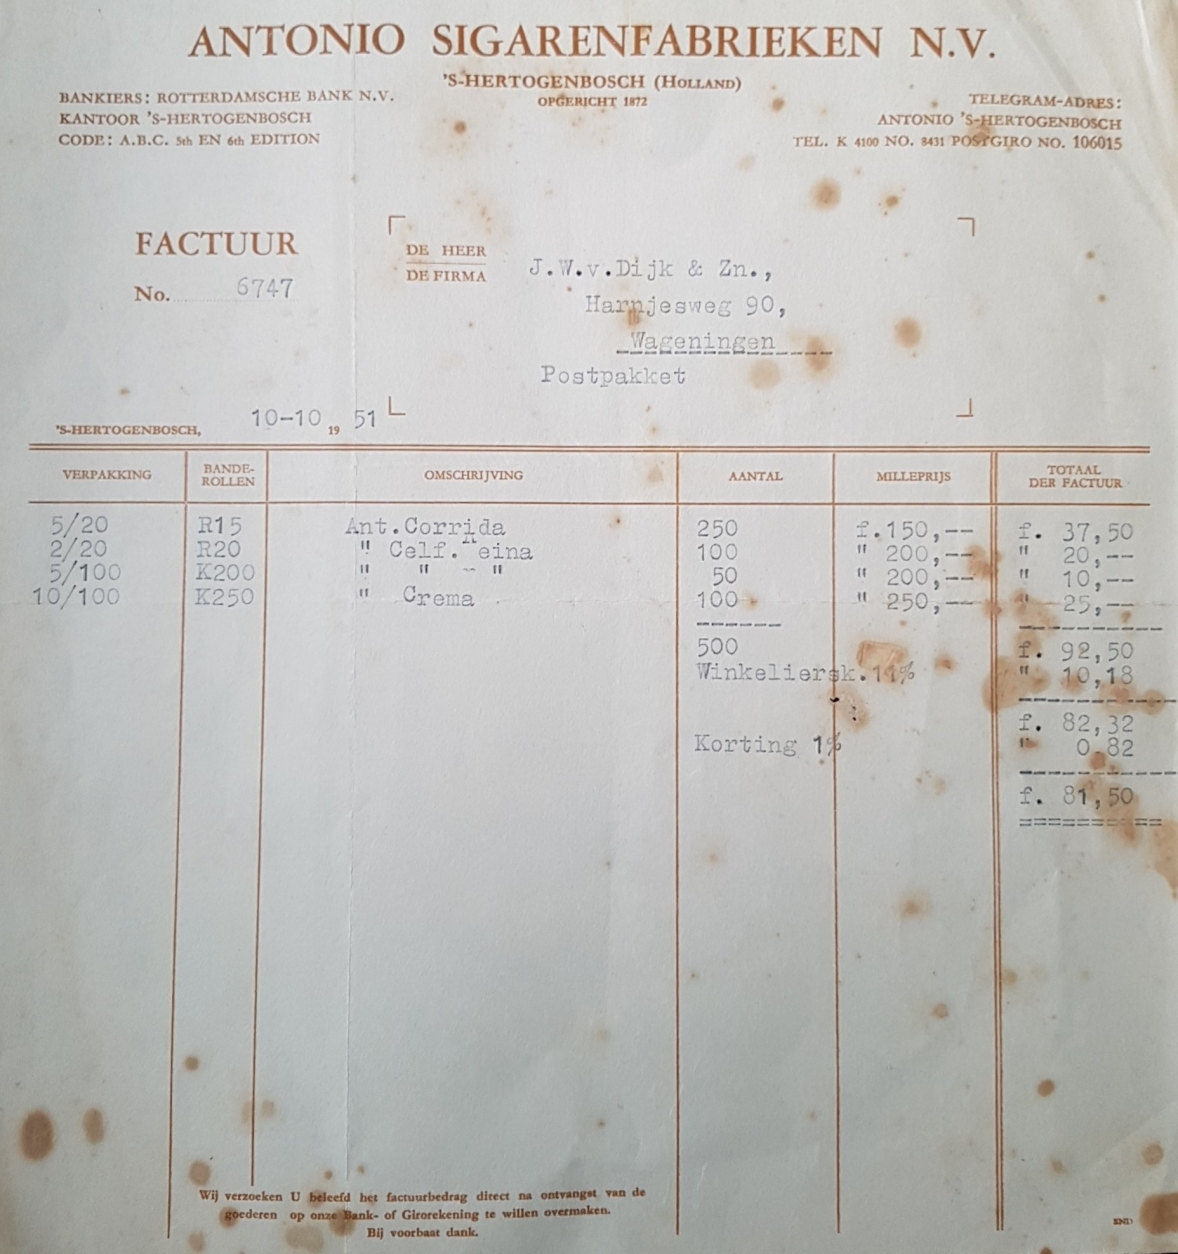 ANTONIO SIGARENFABRIEKEN N.V.
'S-HERTOGENBOSCH (HOLLAND)
OPGERICHT 1872
BANKIERS: ROTTERDAMSCHE BANK N.V.
KANTOOR 'S-HERTOGENBOSCH
CODE: A.B.C. 5th EN 6th EDITION
TELEGRAM-ADRES:
ANTONIO 'S-HERTOGENBOSCH
TEL. K 4100 NO. 8431 POSTGIRO NO. 106015
FACTUUR
No. 6747
DE HEER
DE FIRMA
J.W.v.Dijk & Zn.,
Harnjesweg 90,
Wageningen
Postpakket
'S-HERTOGENBOSCH, 10-10 19 51
VERPAKKING BANDE-ROLLEN OMSCHRIJVING AANTAL MILLEPRIJS TOTAAL DER FACTUUR
5/20 R15 Ant.Corrida 250 f.150,-- f. 37,50
2/20 R20 " Celf. eina 100 " 200,-- " 20,--
5/100 K200 " " - " 50 " 200,-- " 10,--
10/100 K250 " Crema 100 " 250,-- " 25,--
500 f. 92,50
Winkeliersk.11% " 10,18
f. 82,32
Korting 1% " 0.82
f. 81,50
Wij verzoeken U beleefd het factuurbedrag direct na ontvangst van de
goederen op onze Bank- of Girorekening te willen overmaken.
Bij voorbaat dank.
END